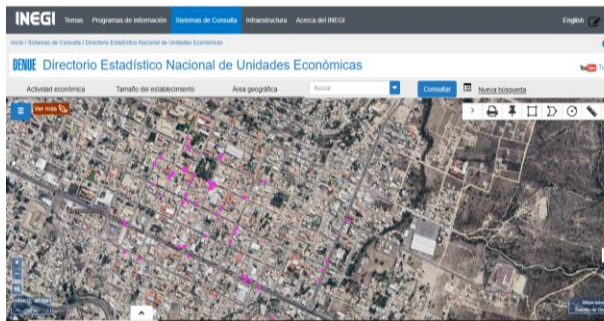 INEGI Temas Programas de Información Sistemas de Consulta Infraestructura Acerca del INEGI English
Inicio / Sistemas de Consulta / Directorio Estadístico Nacional de Unidades Económicas
DENUE Directorio Estadístico Nacional de Unidades Económicas
YouTube
Actividad económica Tamaño del establecimiento Área geográfica Buscar Consultar Nueva búsqueda
Ver más